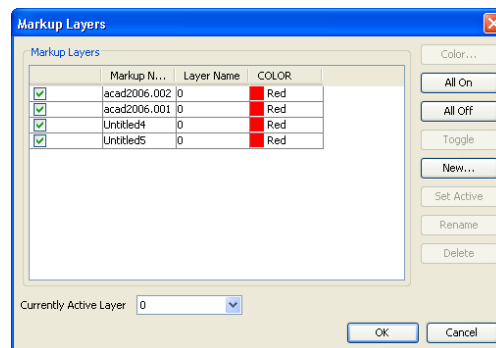 Markup Layers
Markup Layers
Markup N... Layer Name COLOR
acad2006.002 0 Red
acad2006.001 0 Red
Untitled4 0 Red
Untitled5 0 Red
Currently Active Layer 0
Color...
All On
All Off
Toggle
New...
Set Active
Rename
Delete
OK Cancel